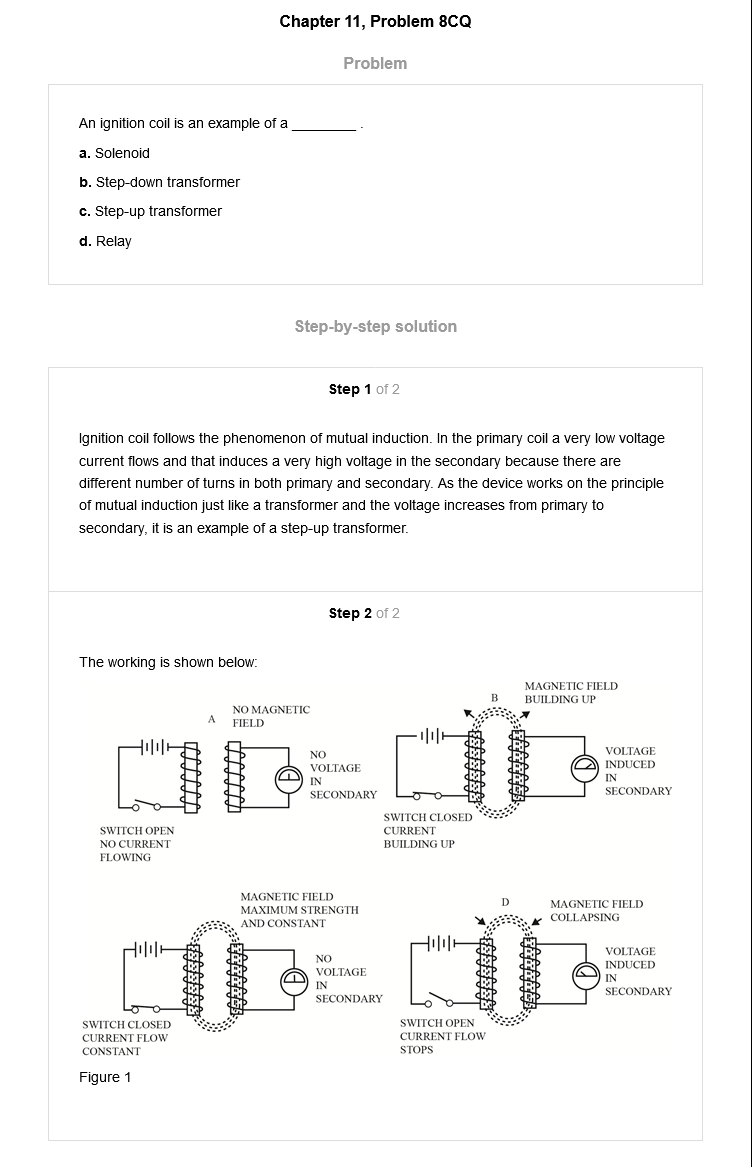 Chapter 11, Problem 8CQ
Problem
An ignition coil is an example of a ________ .
a. Solenoid
b. Step-down transformer
c. Step-up transformer
d. Relay
Step-by-step solution
Step 1 of 2
Ignition coil follows the phenomenon of mutual induction. In the primary coil a very low voltage
current flows and that induces a very high voltage in the secondary because there are
different number of turns in both primary and secondary. As the device works on the principle
of mutual induction just like a transformer and the voltage increases from primary to
secondary, it is an example of a step-up transformer.
Step 2 of 2
The working is shown below:
A
NO MAGNETIC
FIELD
NO
VOLTAGE
IN
SECONDARY
SWITCH OPEN
NO CURRENT
FLOWING
B
MAGNETIC FIELD
BUILDING UP
VOLTAGE
INDUCED
IN
SECONDARY
SWITCH CLOSED
CURRENT
BUILDING UP
MAGNETIC FIELD
MAXIMUM STRENGTH
AND CONSTANT
NO
VOLTAGE
IN
SECONDARY
SWITCH CLOSED
CURRENT FLOW
CONSTANT
D
MAGNETIC FIELD
COLLAPSING
VOLTAGE
INDUCED
IN
SECONDARY
SWITCH OPEN
CURRENT FLOW
STOPS
Figure 1